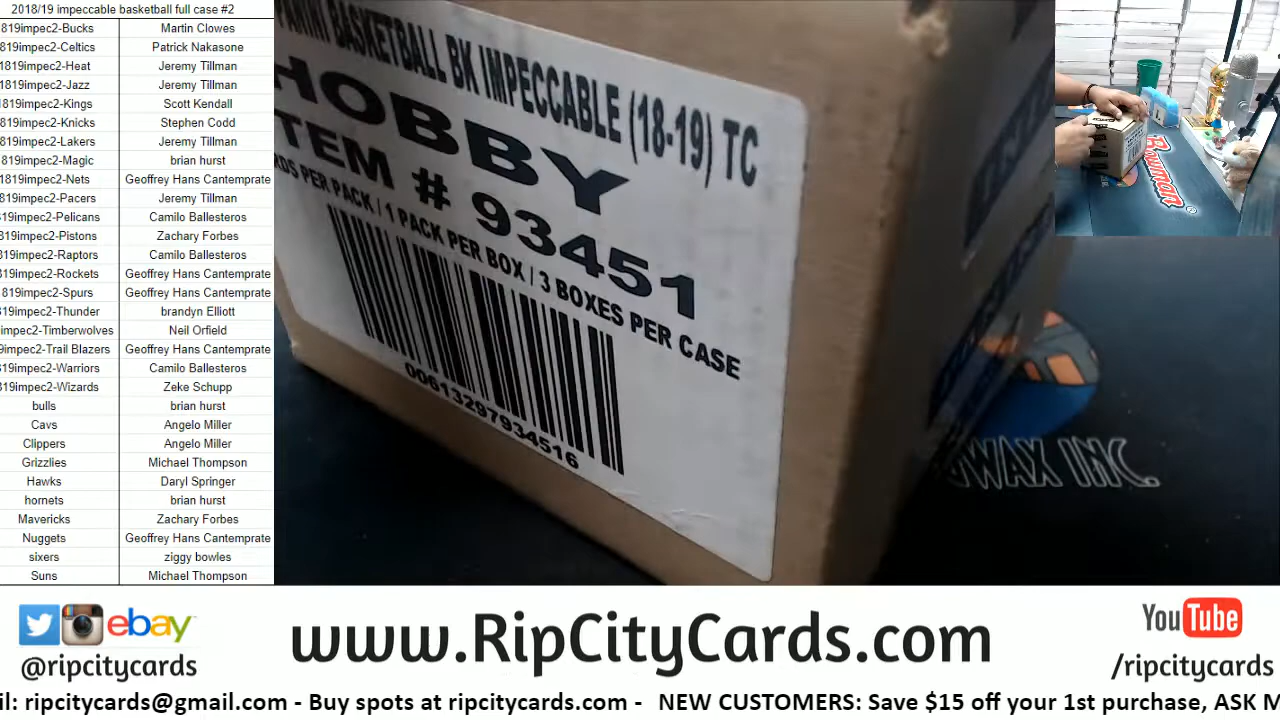 2018/19 impeccable basketball full case #2
819impec2-Bucks Martin Clowes
819impec2-Celtics Patrick Nakasone
1819impec2-Heat Jeremy Tillman
1819impec2-Jazz Jeremy Tillman
819impec2-Kings Scott Kendall
819impec2-Knicks Stephen Codd
819impec2-Lakers Jeremy Tillman
819impec2-Magic brian hurst
1819impec2-Nets Geoffrey Hans Cantemprate
819impec2-Pacers Jeremy Tillman
819impec2-Pelicans Camilo Ballesteros
819impec2-Pistons Zachary Forbes
819impec2-Raptors Camilo Ballesteros
819impec2-Rockets Geoffrey Hans Cantemprate
819impec2-Spurs Geoffrey Hans Cantemprate
819impec2-Thunder brandyn Elliott
impec2-Timberwolves Neil Orfield
9impec2-Trail Blazers Geoffrey Hans Cantemprate
819impec2-Warriors Camilo Ballesteros
819impec2-Wizards Zeke Schupp
bulls brian hurst
Cavs Angelo Miller
Clippers Angelo Miller
Grizzlies Michael Thompson
Hawks Daryl Springer
hornets brian hurst
Mavericks Zachary Forbes
Nuggets Geoffrey Hans Cantemprate
sixers ziggy bowles
Suns Michael Thompson
PANINI BASKETBALL BK IMPECCABLE (18-19) TC
HOBBY
ITEM # 93451
CARDS PER PACK / 1 PACK PER BOX / 3 BOXES PER CASE
00613297934516
WAX INC.
Bowman
ebay
@ripcitycards
www.RipCityCards.com
YouTube
/ripcitycards
il: ripcitycards@gmail.com - Buy spots at ripcitycards.com - NEW CUSTOMERS: Save $15 off your 1st purchase, ASK M